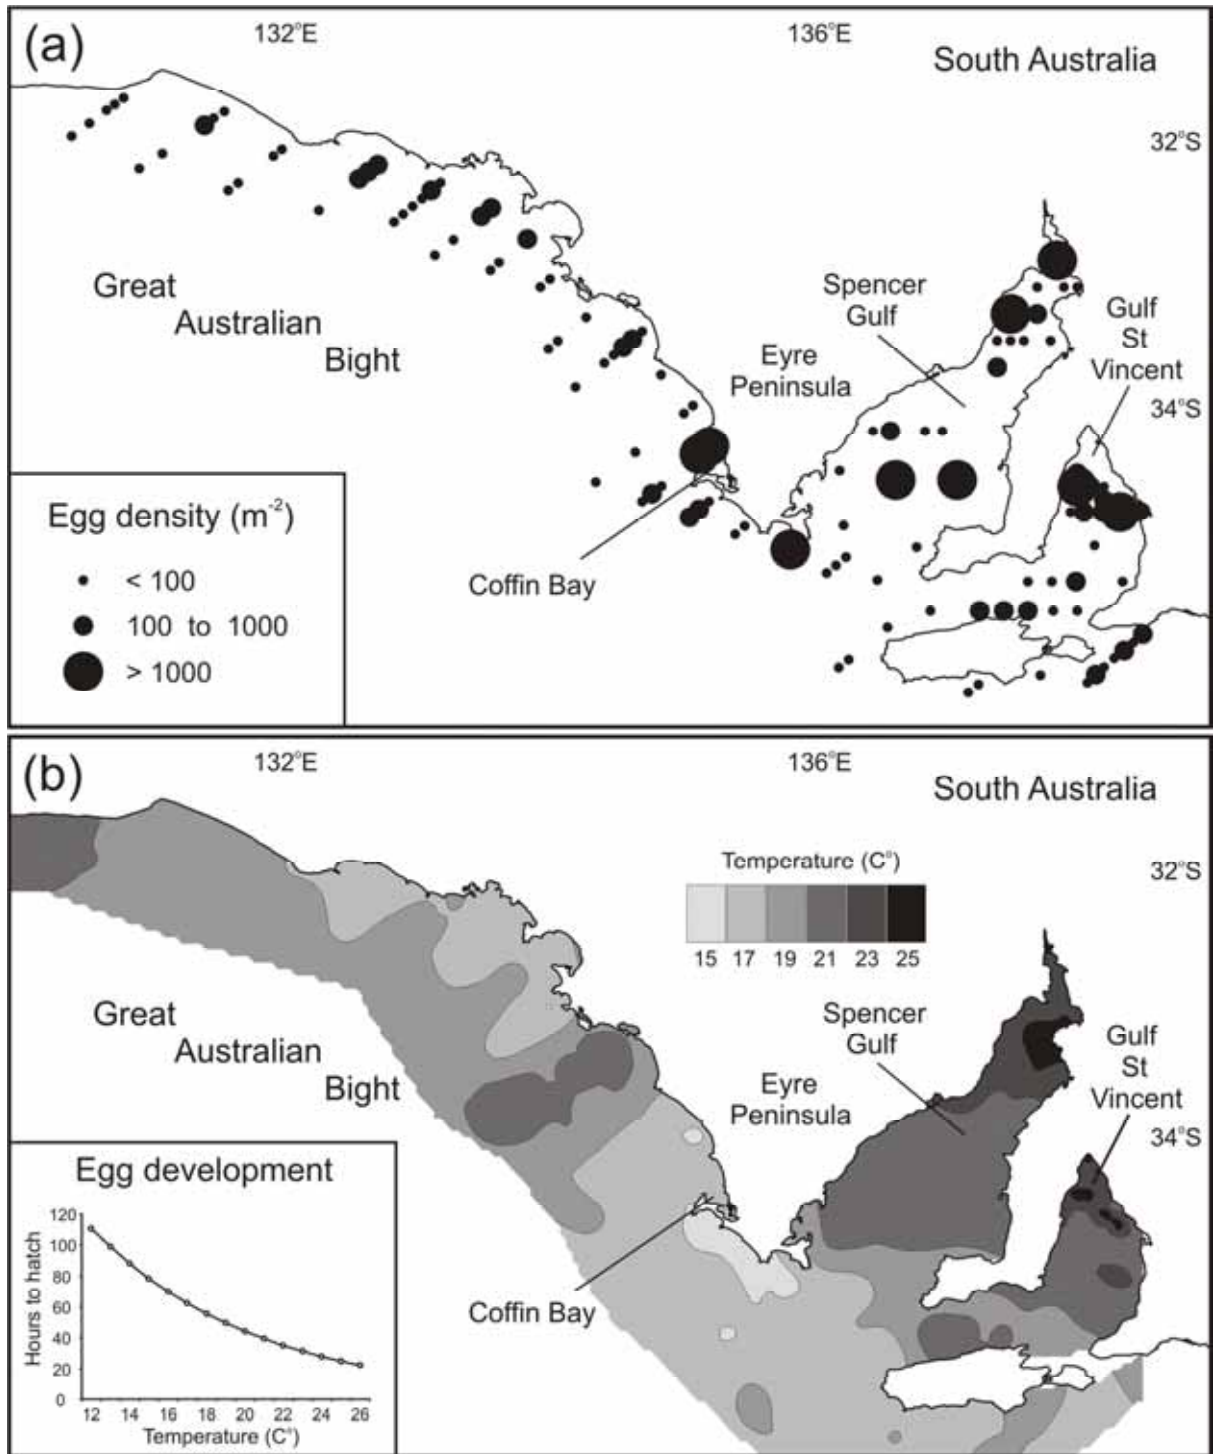 (a)
132°E
136°E
South Australia
32°S
Great
Australian
Bight
Spencer
Gulf
Eyre
Peninsula
Gulf
St
Vincent
34°S
Egg density (m⁻²)
< 100
100 to 1000
> 1000
Coffin Bay
(b)
132°E
136°E
South Australia
Temperature (C°)
15 17 19 21 23 25
32°S
Great
Australian
Bight
Spencer
Gulf
Eyre
Peninsula
Gulf
St
Vincent
34°S
Coffin Bay
Egg development
Hours to hatch
120
100
80
60
40
20
0
12 14 16 18 20 22 24 26
Temperature (C°)